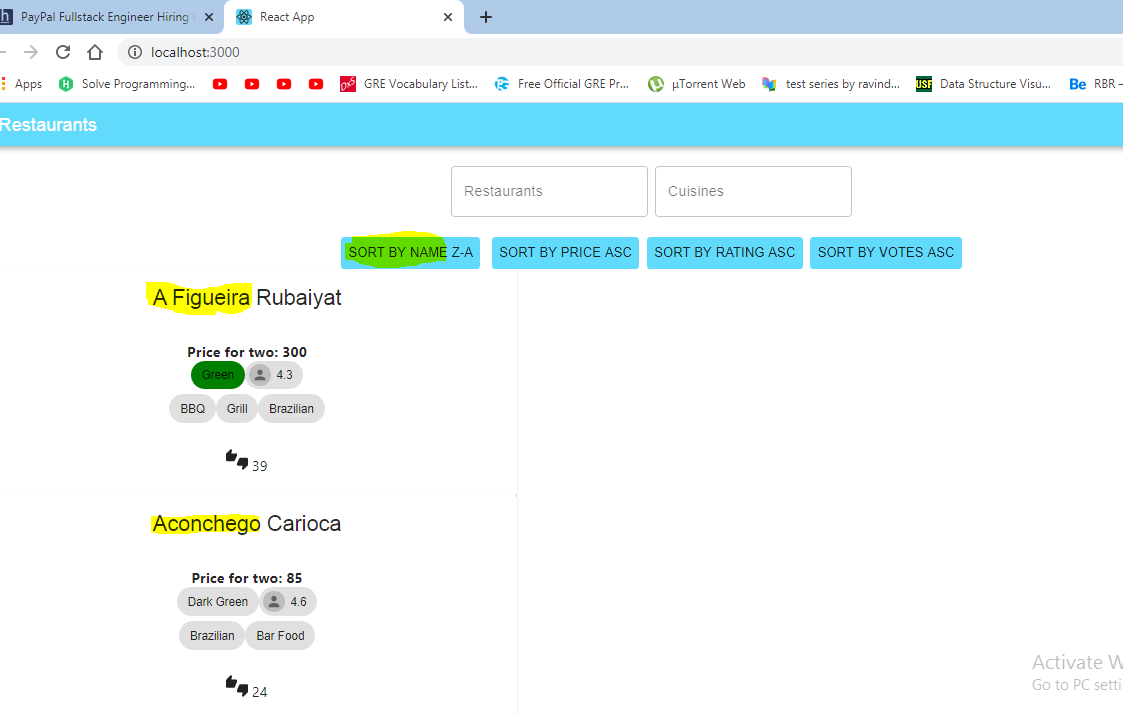 PayPal Fullstack Engineer Hiring
React App
localhost:3000
Apps
Solve Programming...
GRE Vocabulary List...
Free Official GRE Pr...
µTorrent Web
test series by ravind...
USF
Data Structure Visu...
Be
RBR –
Restaurants
Restaurants
Cuisines
SORT BY NAME Z-A
SORT BY PRICE ASC
SORT BY RATING ASC
SORT BY VOTES ASC
A Figueira Rubaiyat
Price for two: 300
Green
4.3
BBQ
Grill
Brazilian
39
Aconchego Carioca
Price for two: 85
Dark Green
4.6
Brazilian
Bar Food
24
Activate W
Go to PC setti